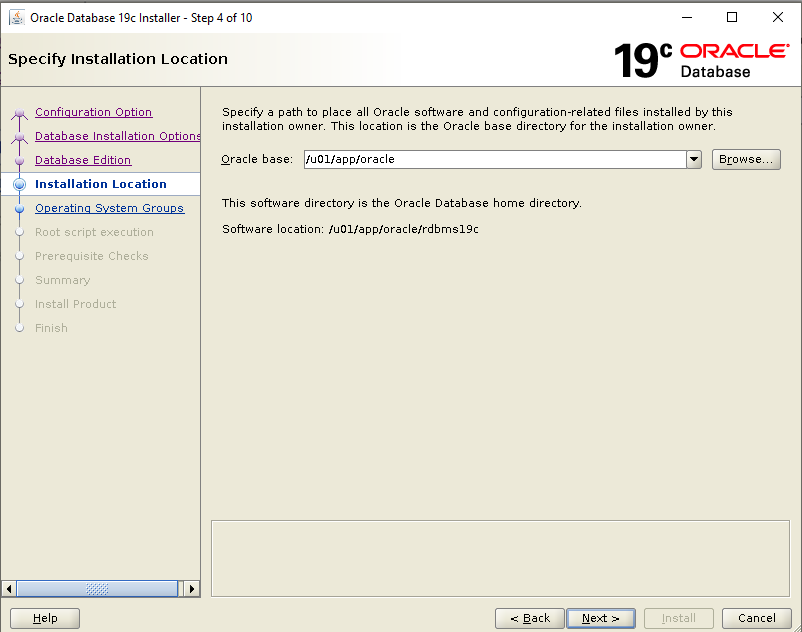 Oracle Database 19c Installer - Step 4 of 10
Specify Installation Location
19c ORACLE
Database
Configuration Option
Database Installation Options
Database Edition
Installation Location
Operating System Groups
Root script execution
Prerequisite Checks
Summary
Install Product
Finish
Specify a path to place all Oracle software and configuration-related files installed by this
installation owner. This location is the Oracle base directory for the installation owner.
Oracle base: /u01/app/oracle Browse...
This software directory is the Oracle Database home directory.
Software location: /u01/app/oracle/rdbms19c
Help < Back Next > Install Cancel